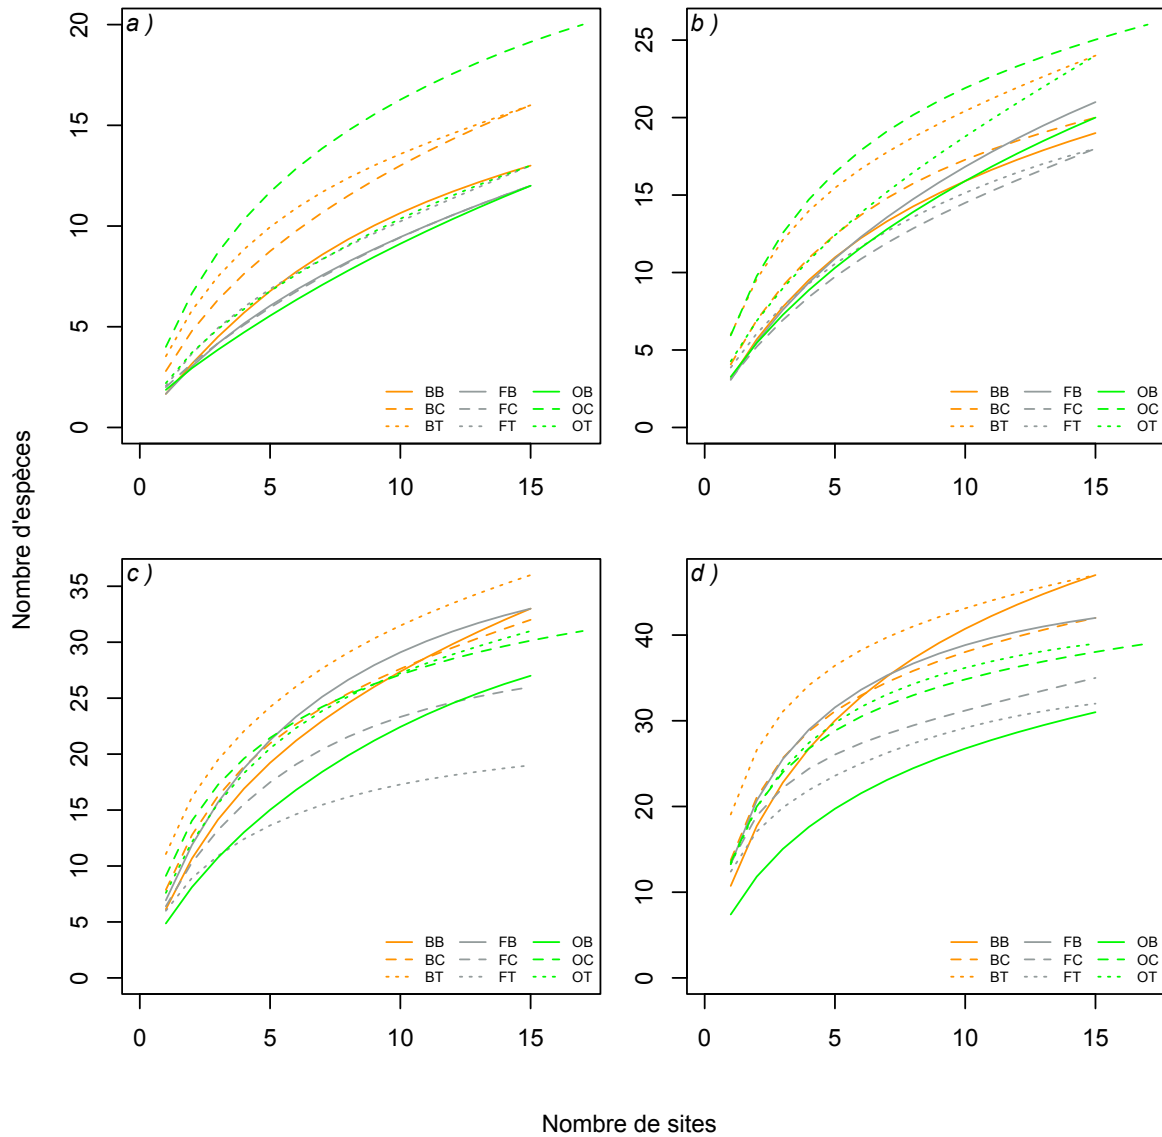 a )
20
15
10
5
0
BB FB OB
BC FC OC
BT FT OT
0 5 10 15
b )
25
20
15
10
5
0
BB FB OB
BC FC OC
BT FT OT
0 5 10 15
Nombre d'espèces
c )
35
30
25
20
15
10
5
0
BB FB OB
BC FC OC
BT FT OT
0 5 10 15
d )
40
30
20
10
0
BB FB OB
BC FC OC
BT FT OT
0 5 10 15
Nombre de sites